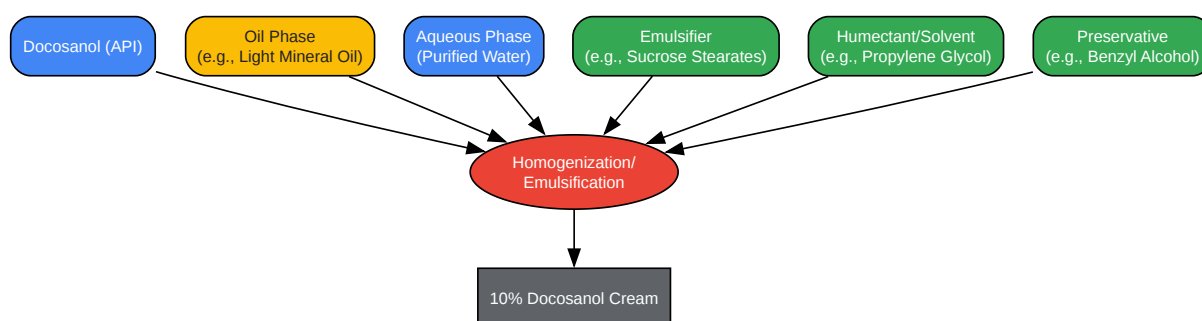 Docosanol (API)
Oil Phase
(e.g., Light Mineral Oil)
Aqueous Phase
(Purified Water)
Emulsifier
(e.g., Sucrose Stearates)
Humectant/Solvent
(e.g., Propylene Glycol)
Preservative
(e.g., Benzyl Alcohol)
Homogenization/
Emulsification
10% Docosanol Cream